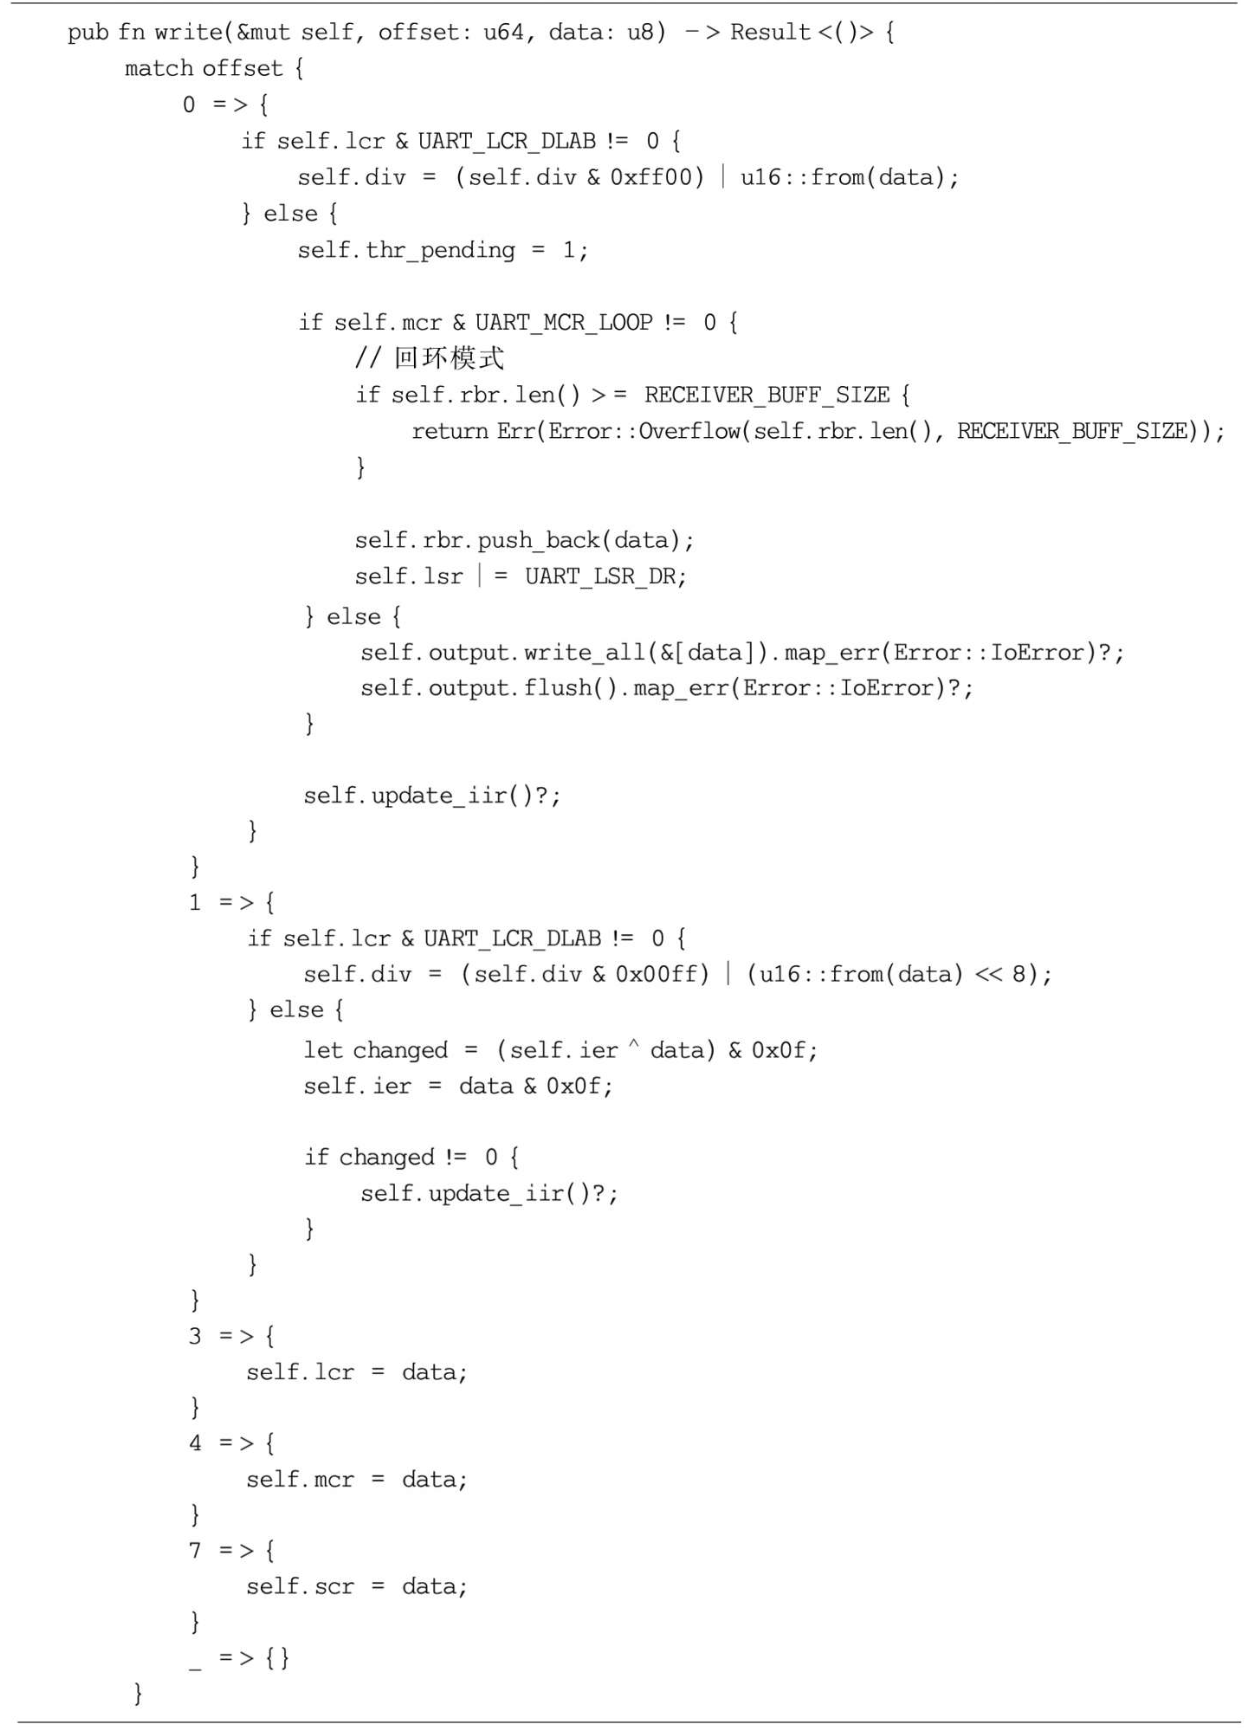 pub fn write(&mut self, offset: u64, data: u8) -> Result<()> {
    match offset {
        0 => {
            if self.lcr & UART_LCR_DLAB != 0 {
                self.div = (self.div & 0xff00) | u16::from(data);
            } else {
                self.thr_pending = 1;

                if self.mcr & UART_MCR_LOOP != 0 {
                    // 回环模式
                    if self.rbr.len() >= RECEIVER_BUFF_SIZE {
                        return Err(Error::Overflow(self.rbr.len(), RECEIVER_BUFF_SIZE));
                    }

                    self.rbr.push_back(data);
                    self.lsr |= UART_LSR_DR;
                } else {
                    self.output.write_all(&[data]).map_err(Error::IoError)?;
                    self.output.flush().map_err(Error::IoError)?;
                }

                self.update_iir()?;
            }
        }
        1 => {
            if self.lcr & UART_LCR_DLAB != 0 {
                self.div = (self.div & 0x00ff) | (u16::from(data) << 8);
            } else {
                let changed = (self.ier ^ data) & 0x0f;
                self.ier = data & 0x0f;

                if changed != 0 {
                    self.update_iir()?;
                }
            }
        }
        3 => {
            self.lcr = data;
        }
        4 => {
            self.mcr = data;
        }
        7 => {
            self.scr = data;
        }
        _ => {}
    }